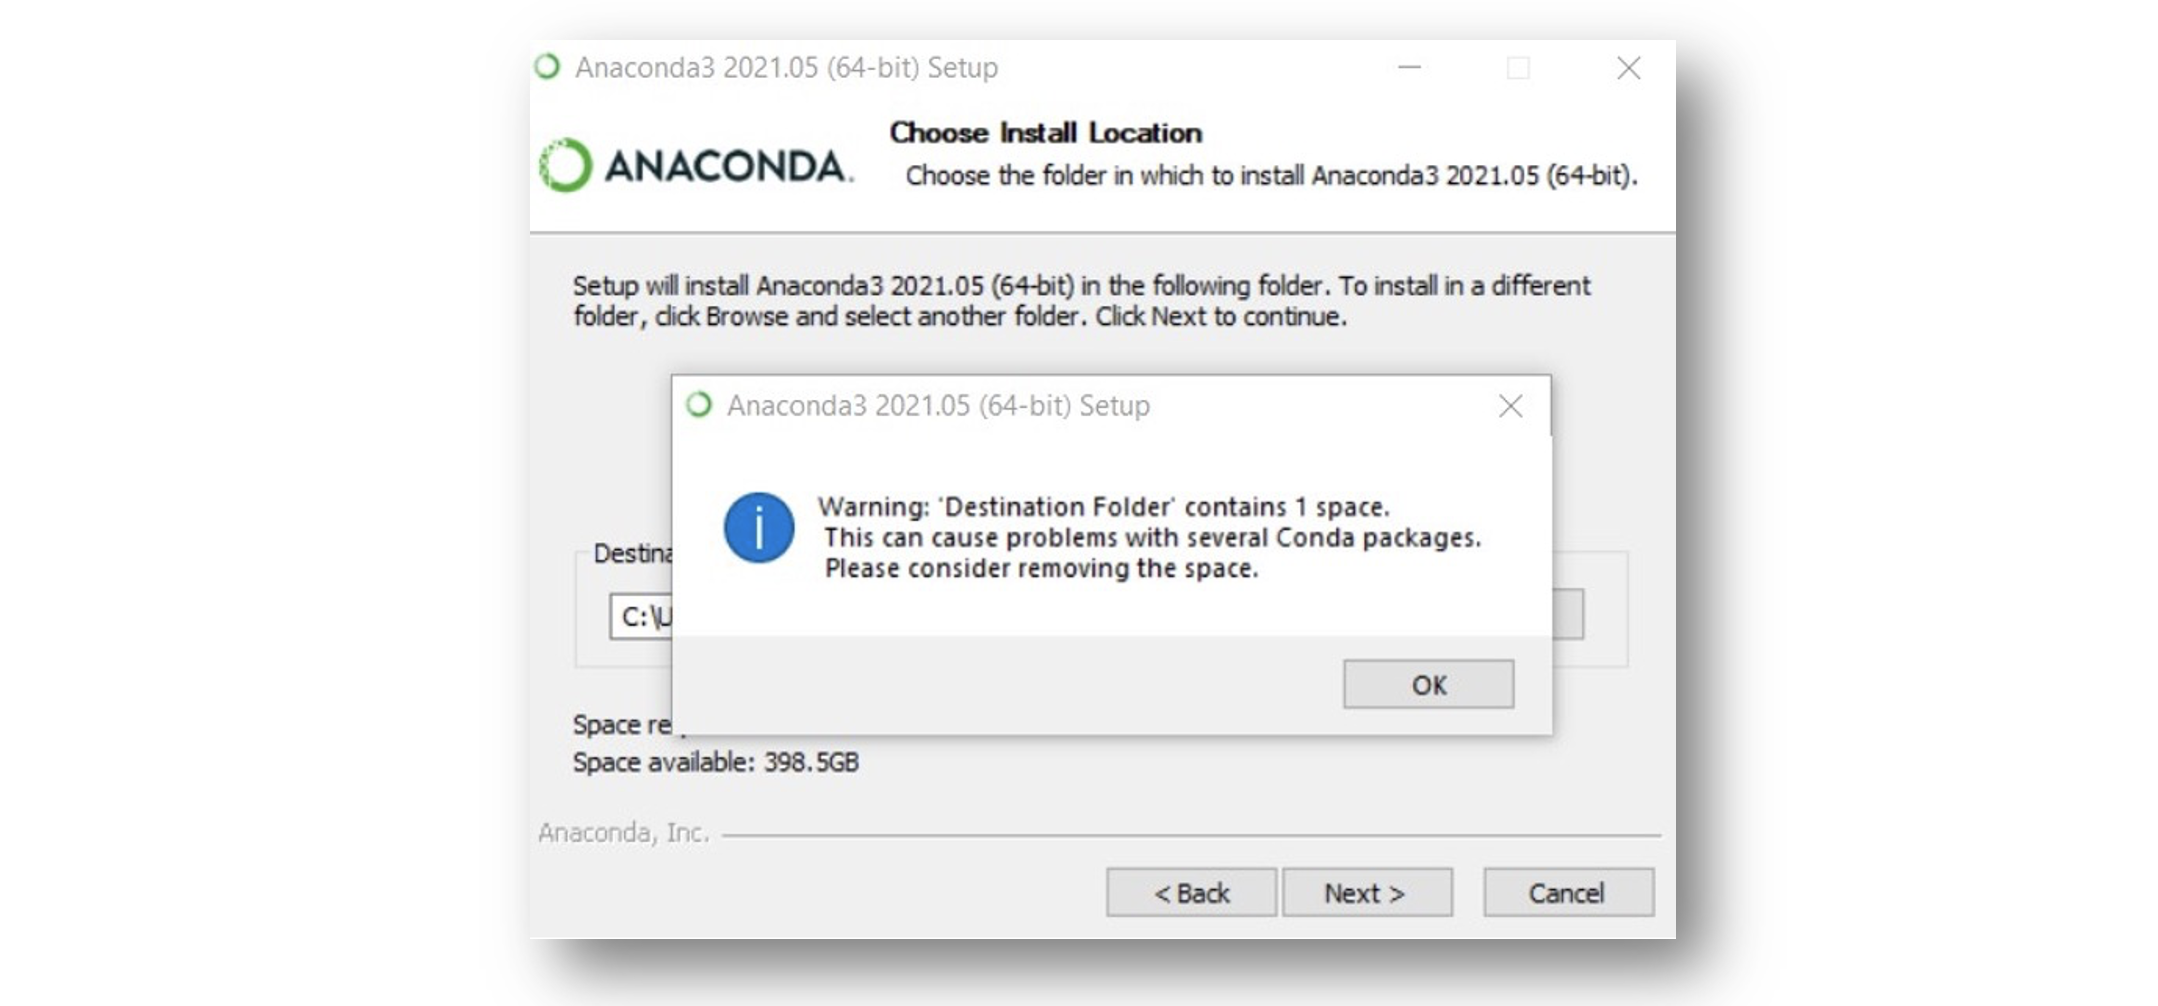 Anaconda3 2021.05 (64-bit) Setup
ANACONDA.
Choose Install Location
Choose the folder in which to install Anaconda3 2021.05 (64-bit).
Setup will install Anaconda3 2021.05 (64-bit) in the following folder. To install in a different
folder, click Browse and select another folder. Click Next to continue.
Anaconda3 2021.05 (64-bit) Setup
Warning: 'Destination Folder' contains 1 space.
This can cause problems with several Conda packages.
Please consider removing the space.
Destina
C:\U
OK
Space re
Space available: 398.5GB
Anaconda, Inc.
< Back
Next >
Cancel